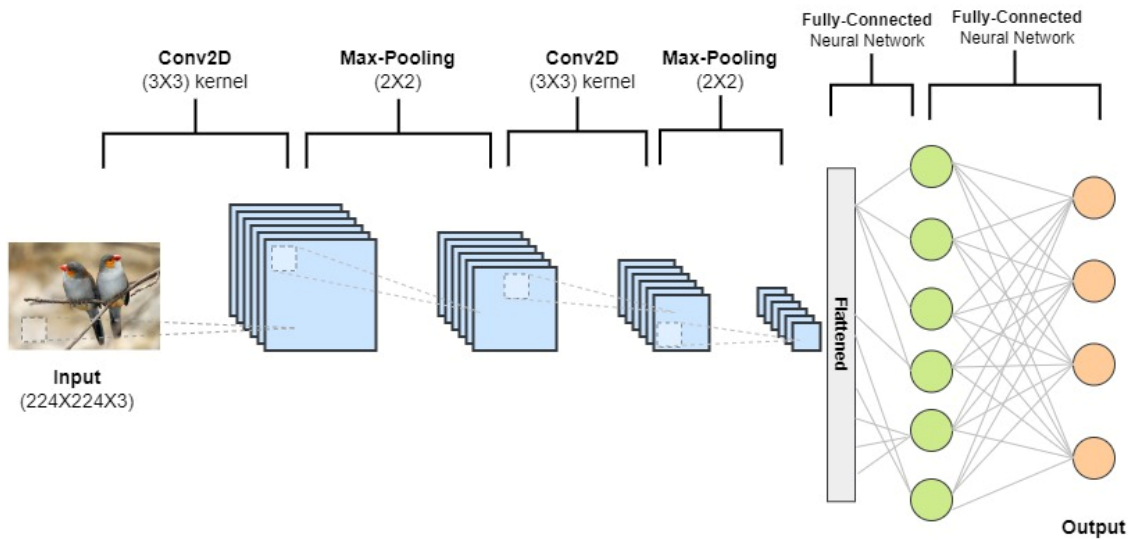 Fully-Connected
Neural Network
Fully-Connected
Neural Network
Conv2D
(3X3) kernel
Max-Pooling
(2X2)
Conv2D
(3X3) kernel
Max-Pooling
(2X2)
Input
(224X224X3)
Flattened
Output